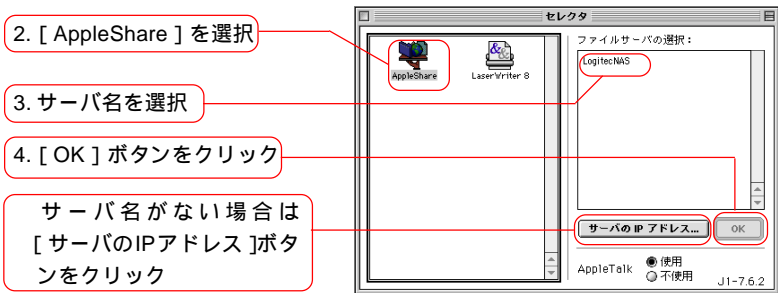 2. [ AppleShare ] を選択
3. サーバ名を選択
4. [ OK ] ボタンをクリック
サーバ名がない場合は
[ サーバのIPアドレス ]ボタ
ンをクリック
セレクタ
AppleShare
LaserWriter 8
ファイルサーバの選択：
LogitecNAS
サーバの IP アドレス...
OK
AppleTalk
使用
不使用
J1-7.6.2